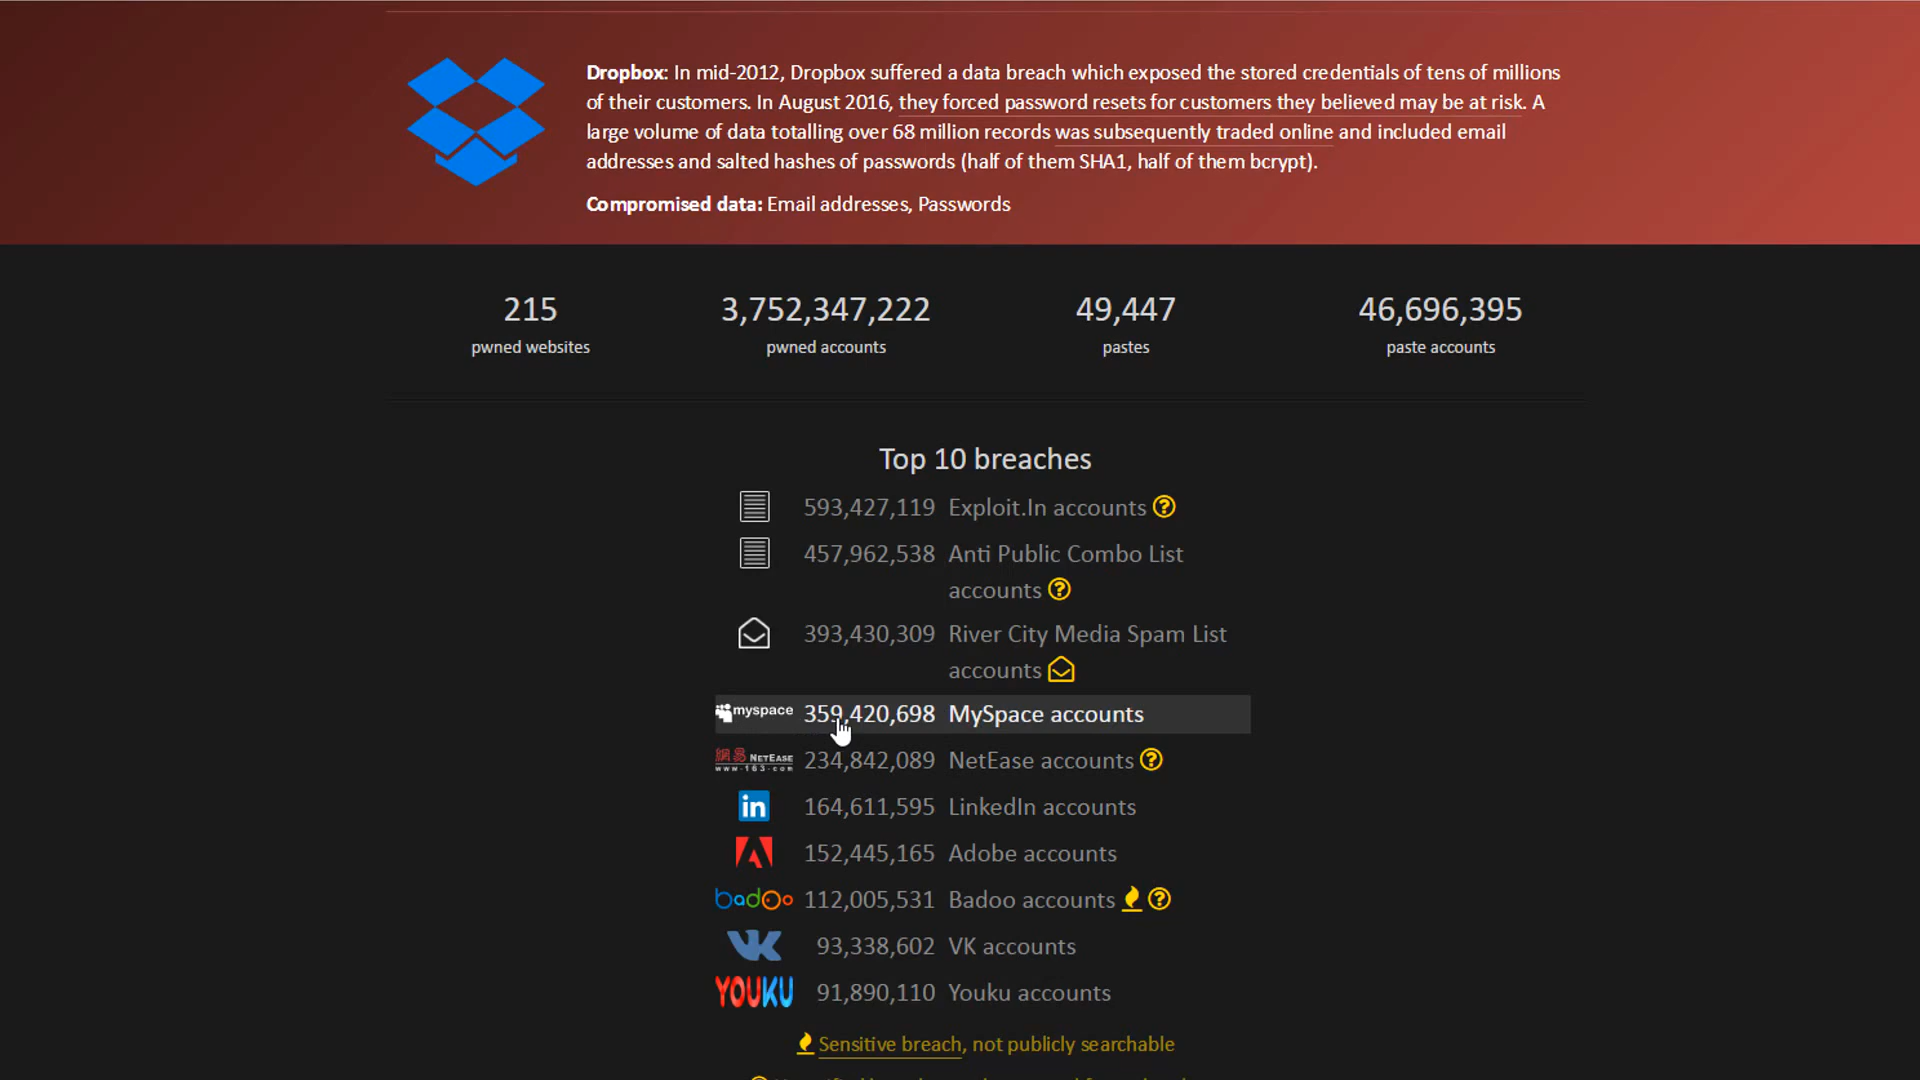 Dropbox: In mid-2012, Dropbox suffered a data breach which exposed the stored credentials of tens of millions
of their customers. In August 2016, they forced password resets for customers they believed may be at risk. A
large volume of data totalling over 68 million records was subsequently traded online and included email
addresses and salted hashes of passwords (half of them SHA1, half of them bcrypt).
Compromised data: Email addresses, Passwords
215 3,752,347,222 49,447 46,696,395
pwned websites pwned accounts pastes paste accounts
Top 10 breaches
593,427,119 Exploit.In accounts
457,962,538 Anti Public Combo List
accounts
393,430,309 River City Media Spam List
accounts
myspace 359,420,698 MySpace accounts
網易 NETEASE
www.163.com 234,842,089 NetEase accounts
in 164,611,595 LinkedIn accounts
152,445,165 Adobe accounts
badoo 112,005,531 Badoo accounts
VK 93,338,602 VK accounts
YOUKU 91,890,110 Youku accounts
Sensitive breach, not publicly searchable